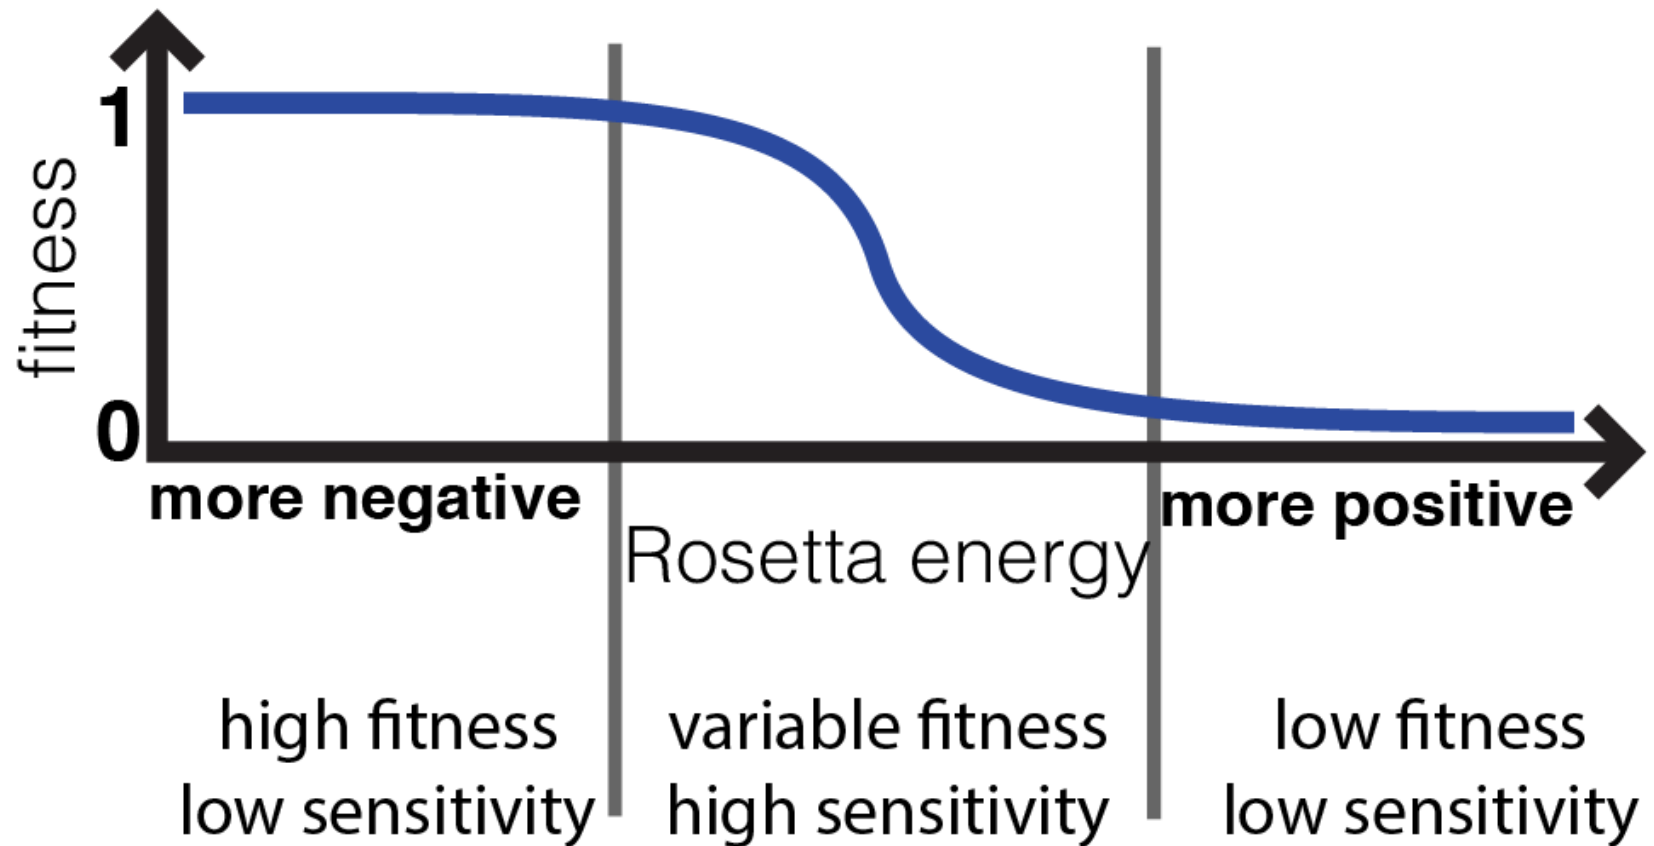 1
fitness
0
more negative
more positive
Rosetta energy
high fitness
low sensitivity
variable fitness
high sensitivity
low fitness
low sensitivity